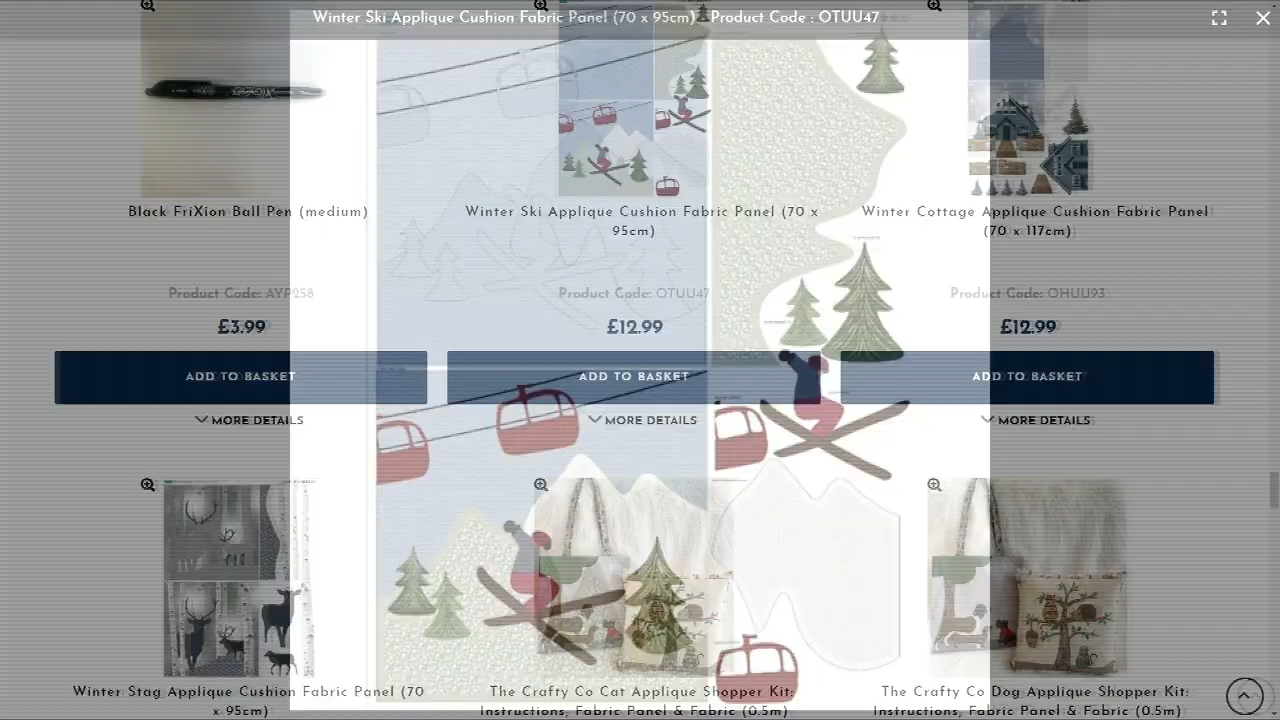 Winter Ski Applique Cushion Fabric Panel (70 x 95cm) - Product Code : OTUU47
Black FriXion Ball Pen (medium)
Product Code: AYP258
£3.99
ADD TO BASKET
MORE DETAILS
Winter Ski Applique Cushion Fabric Panel (70 x
95cm)
Product Code: OTUU47
£12.99
ADD TO BASKET
MORE DETAILS
Winter Cottage Applique Cushion Fabric Panel
(70 x 117cm)
Product Code: OHUU93
£12.99
ADD TO BASKET
MORE DETAILS
Winter Stag Applique Cushion Fabric Panel (70
x 95cm)
The Crafty Co Cat Applique Shopper Kit:
Instructions, Fabric Panel & Fabric (0.5m)
The Crafty Co Dog Applique Shopper Kit:
Instructions, Fabric Panel & Fabric (0.5m)